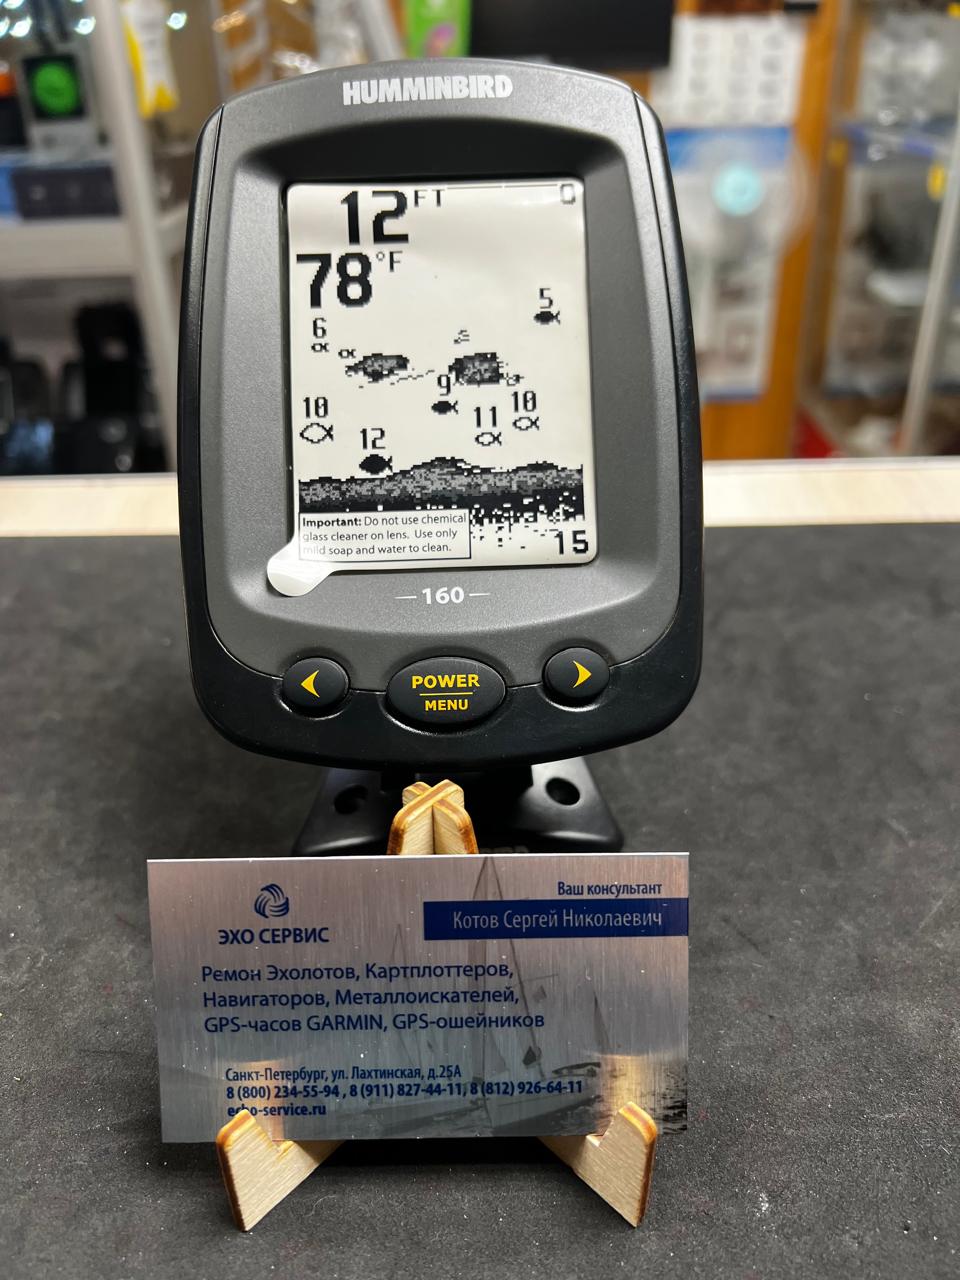 HUMMINBIRD
12 FT
0
78 °F
5
6
9
10
10
11
12
Important: Do not use chemical
glass cleaner on lens. Use only
mild soap and water to clean.
15
160
POWER
MENU
Ваш консультант
Котов Сергей Николаевич
ЭХО СЕРВИС
Ремон Эхолотов, Картплоттеров,
Навигаторов, Металлоискателей,
GPS-часов GARMIN, GPS-ошейников
Санкт-Петербург, ул. Лахтинская, д.25А
8 (800) 234-55-94 , 8 (911) 827-44-11, 8 (812) 926-64-11
echo-service.ru